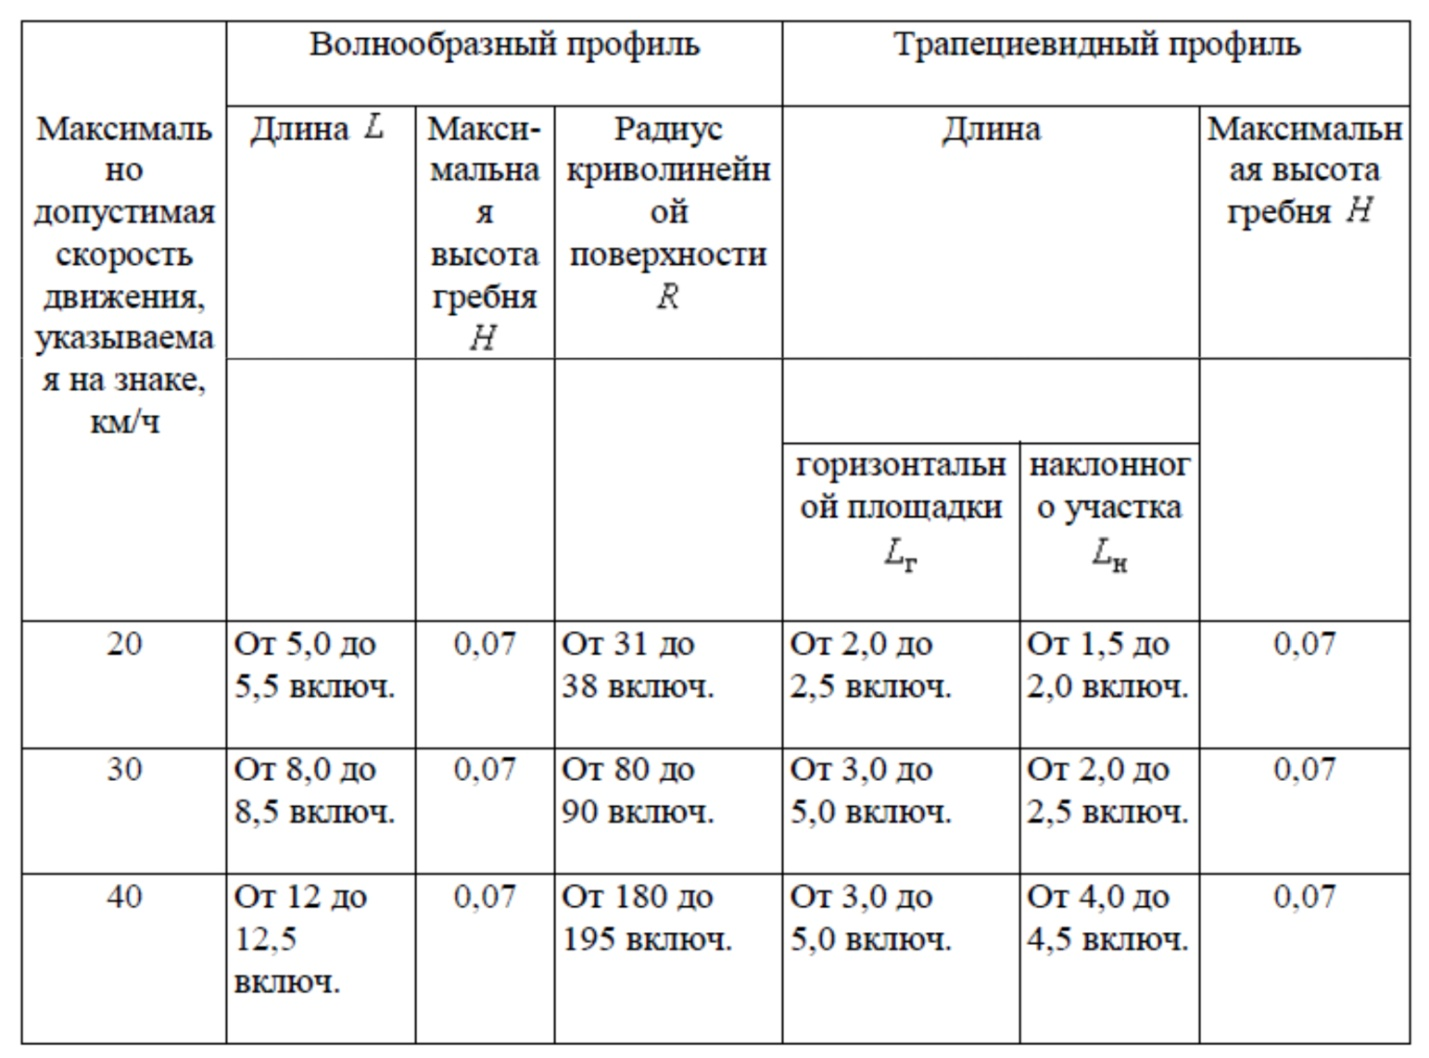 Волнообразный профиль
Трапециевидный профиль
Максималь
но
допустимая
скорость
движения,
указываема
я на знаке,
км/ч
Длина L
Макси-
мальна
я
высота
гребня
H
Радиус
криволинейн
ой
поверхности
R
Длина
Максимальн
ая высота
гребня H
горизонтальн
ой площадки
Lг
наклонног
о участка
Lн
20
От 5,0 до
5,5 включ.
0,07
От 31 до
38 включ.
От 2,0 до
2,5 включ.
От 1,5 до
2,0 включ.
0,07
30
От 8,0 до
8,5 включ.
0,07
От 80 до
90 включ.
От 3,0 до
5,0 включ.
От 2,0 до
2,5 включ.
0,07
40
От 12 до
12,5
включ.
0,07
От 180 до
195 включ.
От 3,0 до
5,0 включ.
От 4,0 до
4,5 включ.
0,07